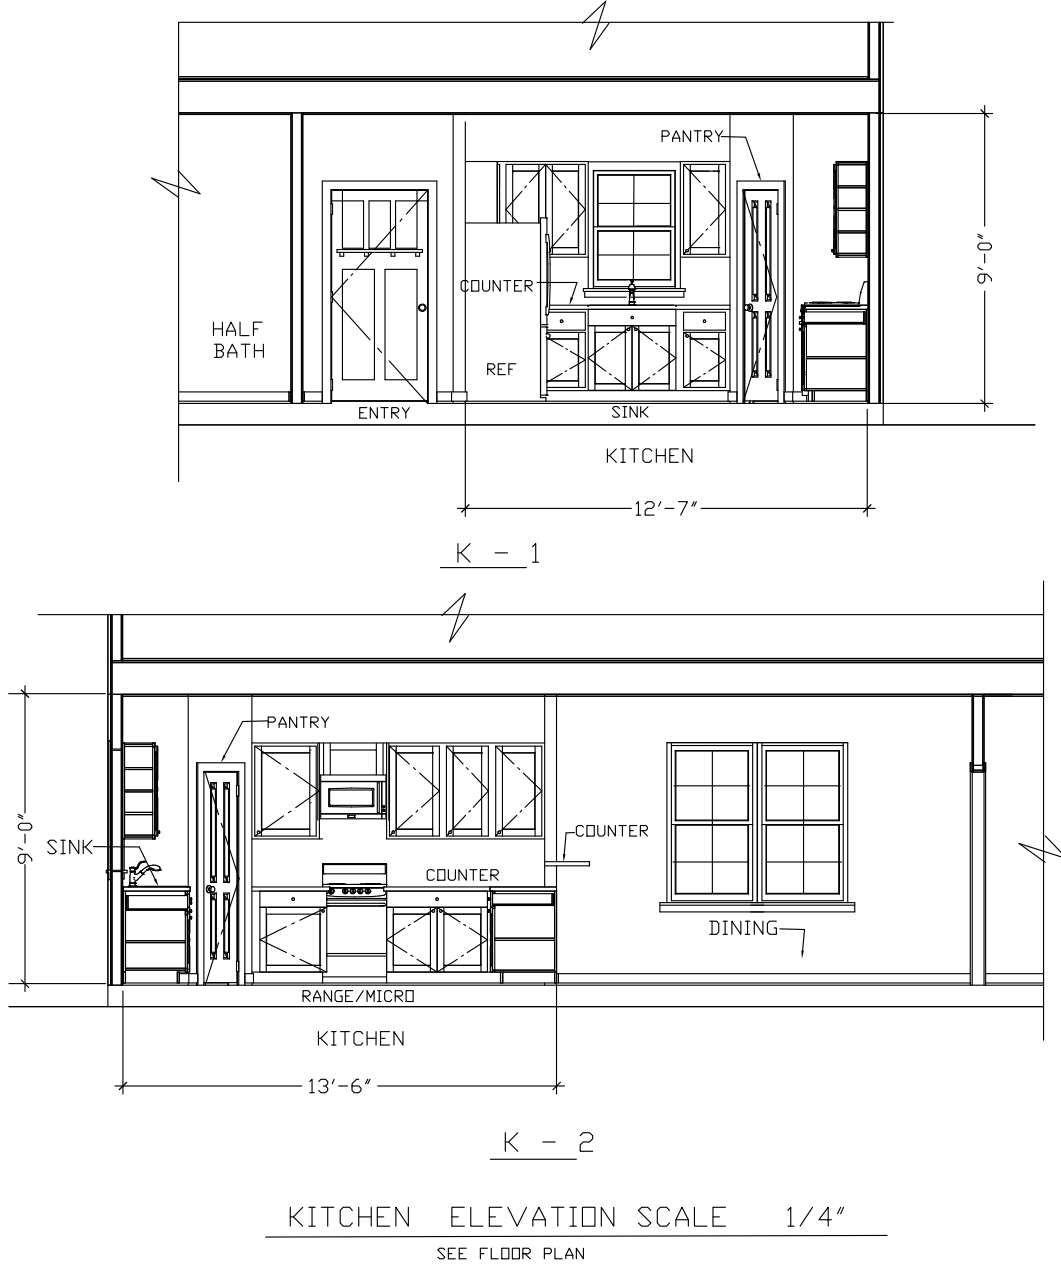 PANTRY
9'-0"
COUNTER
HALF
BATH
REF
ENTRY
SINK
KITCHEN
12'-7"
K - 1
PANTRY
9'-0"
SINK
COUNTER
COUNTER
DINING
RANGE/MICRO
KITCHEN
13'-6"
K - 2
KITCHEN ELEVATION SCALE 1/4"
SEE FLOOR PLAN